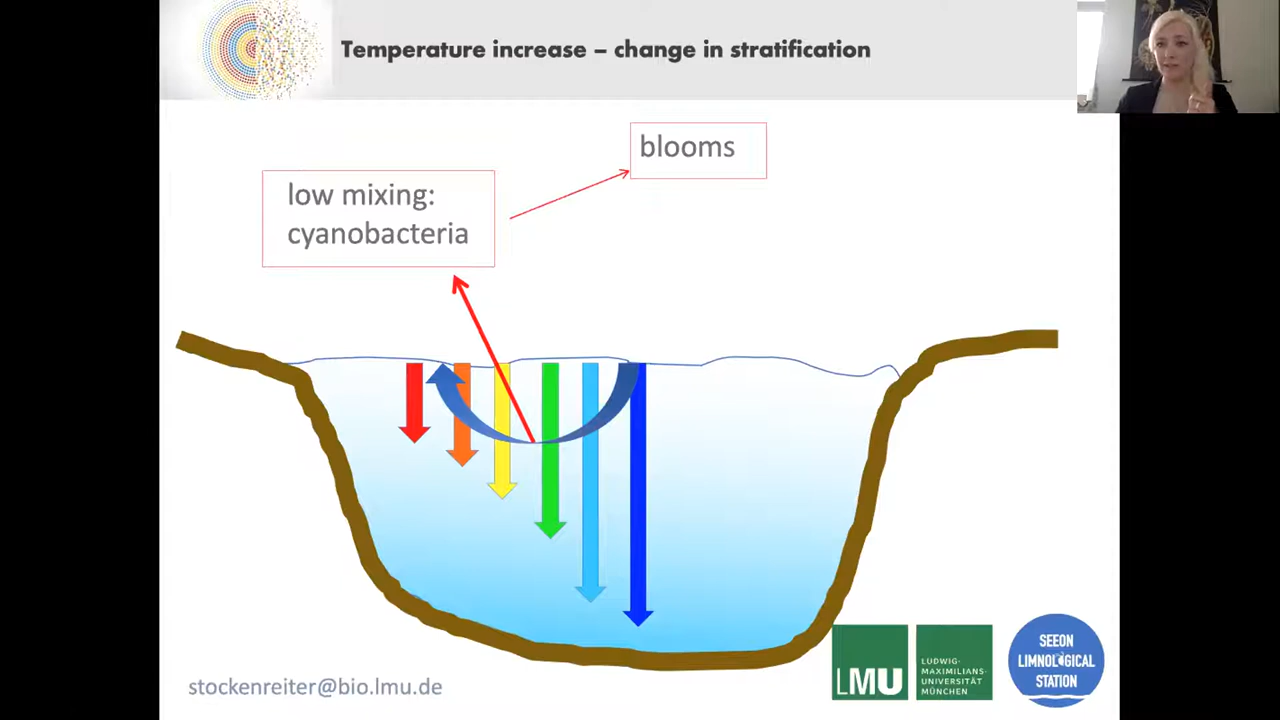 Temperature increase – change in stratification
blooms
low mixing:
cyanobacteria
stockenreiter@bio.lmu.de
LMU
LUDWIG-
MAXIMILIANS-
UNIVERSITÄT
MÜNCHEN
SEEON
LIMNOLOGICAL
STATION